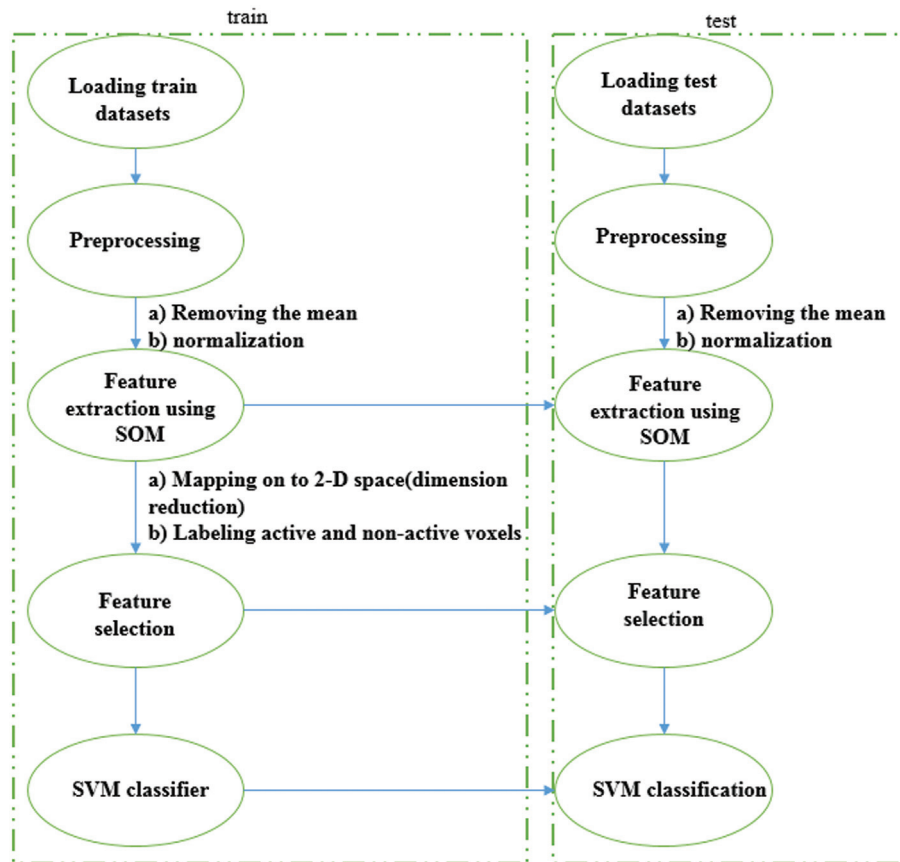 train
Loading train
datasets
Preprocessing
a) Removing the mean
b) normalization
Feature
extraction using
SOM
a) Mapping on to 2-D space(dimension
reduction)
b) Labeling active and non-active voxels
Feature
selection
SVM classifier
test
Loading test
datasets
Preprocessing
a) Removing the mean
b) normalization
Feature
extraction using
SOM
Feature
selection
SVM classification